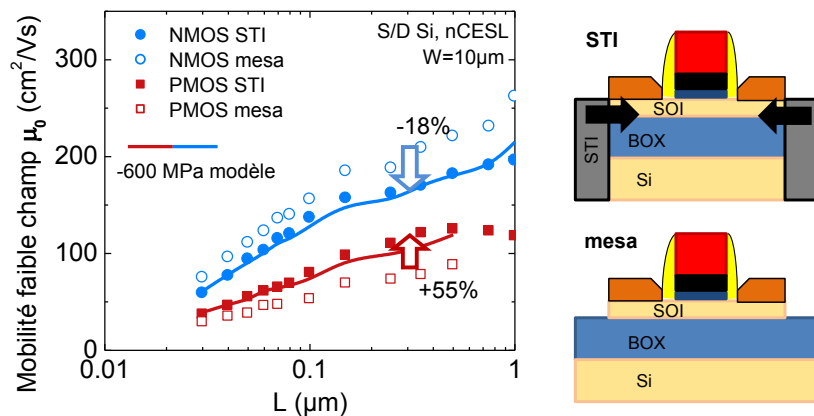 Mobilité faible champ μ0 (cm²/Vs)
300
200
100
0
0.01
0.1
1
L (µm)
NMOS STI
NMOS mesa
PMOS STI
PMOS mesa
-600 MPa modèle
S/D Si, nCESL
W=10µm
-18%
+55%
STI
SOI
STI
BOX
Si
mesa
SOI
BOX
Si